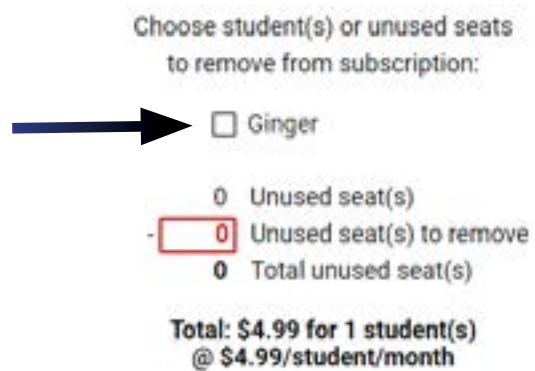 Choose student(s) or unused seats
to remove from subscription:
Ginger
0 Unused seat(s)
- 0 Unused seat(s) to remove
0 Total unused seat(s)
Total: $4.99 for 1 student(s)
@ $4.99/student/month